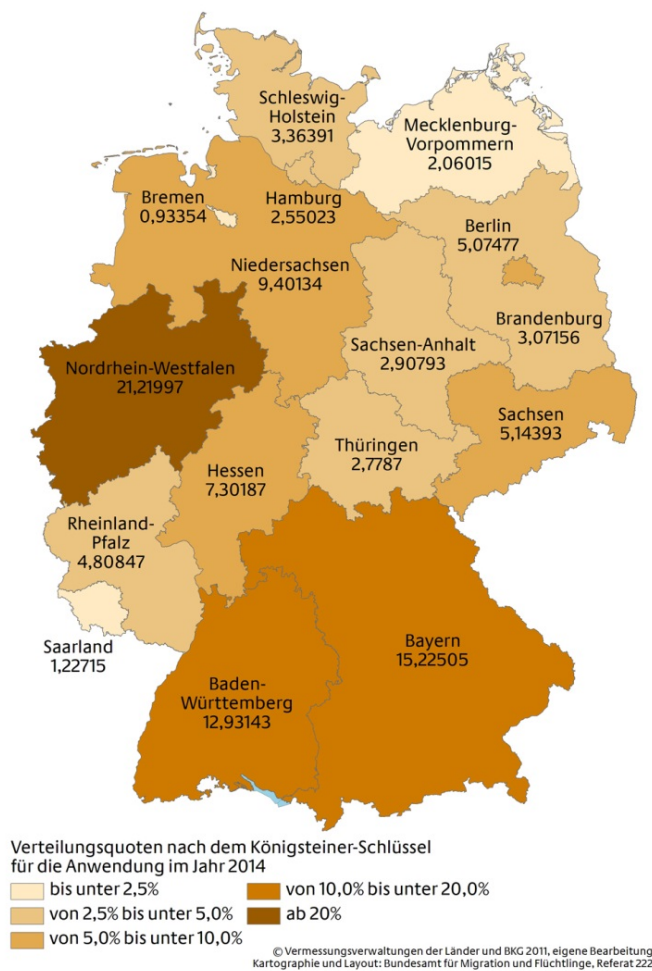 Schleswig-
Holstein
3,36391
Mecklenburg-
Vorpommern
2,06015
Bremen
0,93354
Hamburg
2,55023
Berlin
5,07477
Niedersachsen
9,40134
Brandenburg
3,07156
Sachsen-Anhalt
2,90793
Nordrhein-Westfalen
21,21997
Sachsen
5,14393
Thüringen
2,7787
Hessen
7,30187
Rheinland-
Pfalz
4,80847
Saarland
1,22715
Bayern
15,22505
Baden-
Württemberg
12,93143
Verteilungsquoten nach dem Königsteiner-Schlüssel
für die Anwendung im Jahr 2014
bis unter 2,5%
von 10,0% bis unter 20,0%
von 2,5% bis unter 5,0%
ab 20%
von 5,0% bis unter 10,0%
© Vermessungsverwaltungen der Länder und BKG 2011, eigene Bearbeitung
Kartographie und Layout: Bundesamt für Migration und Flüchtlinge, Referat 222